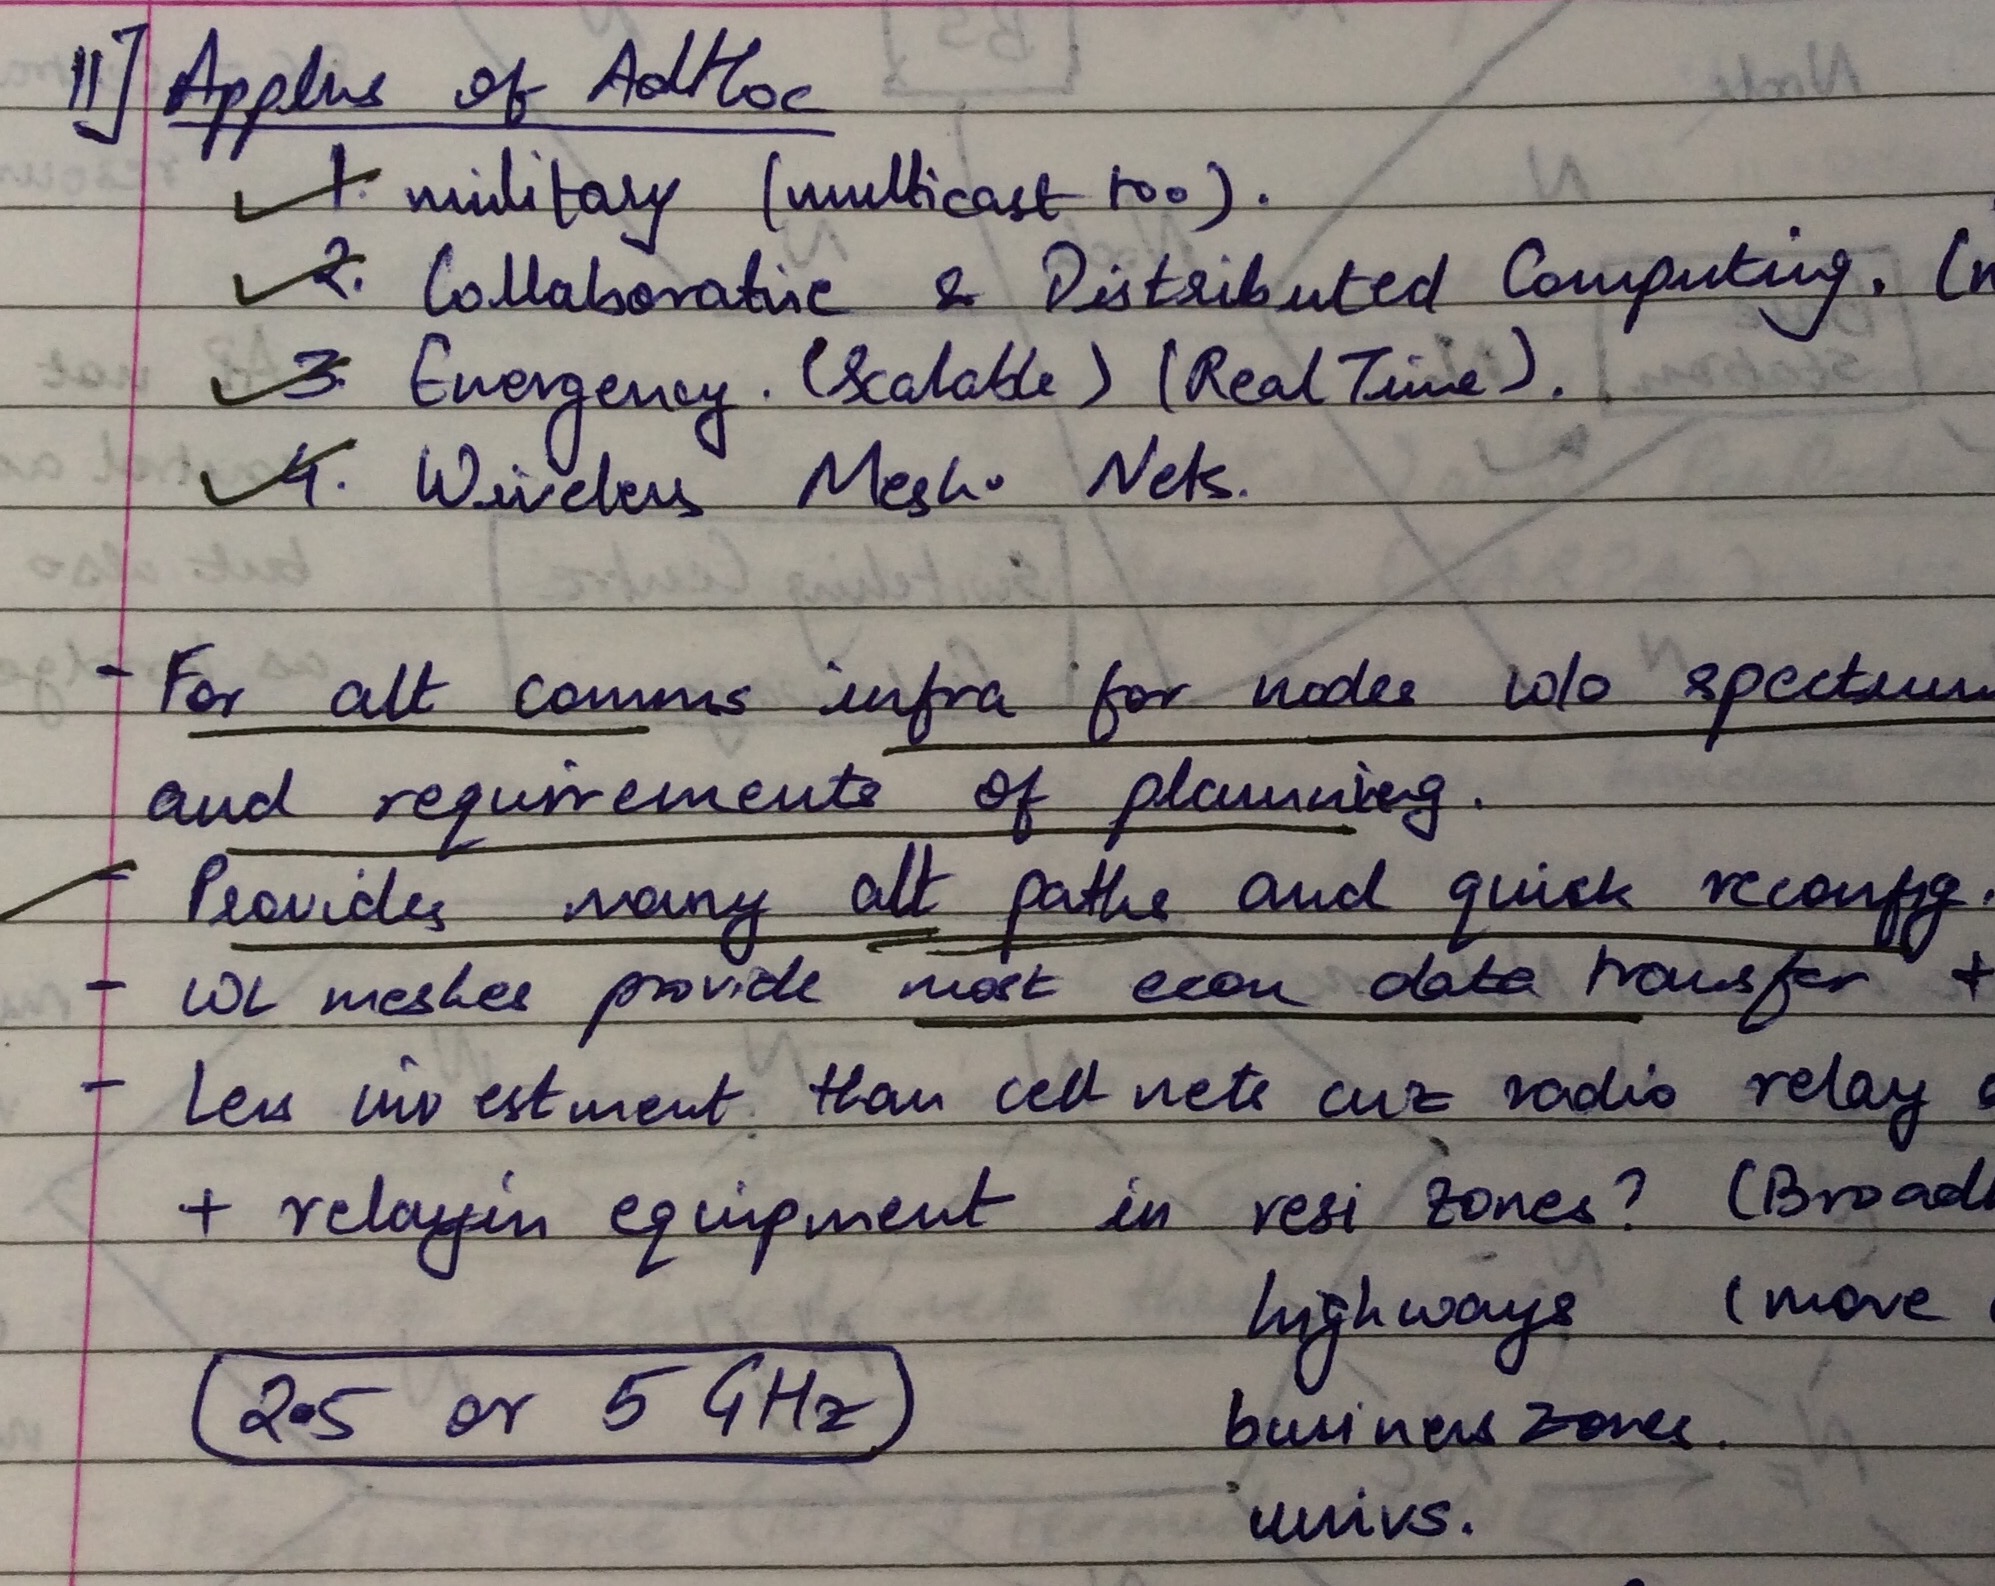 11] Applns of AdHoc
1. military (multicast too).
2. Collaborative & Distributed Computing. (
3. Emergency. (Scalable) (Real Time).
4. Wireless Mesh. Nets.
- For alt comms infra for nodes w/o spectrum
and requirements of planning.
- Provides many alt paths and quick reconfig.
- WL meshes provide most econ data transfer +
- Less investment than cell nets cuz radio relay
+ relayin equipment in resi zones? (Broad
highways (move
2.5 or 5 GHz
business zones.
univs.